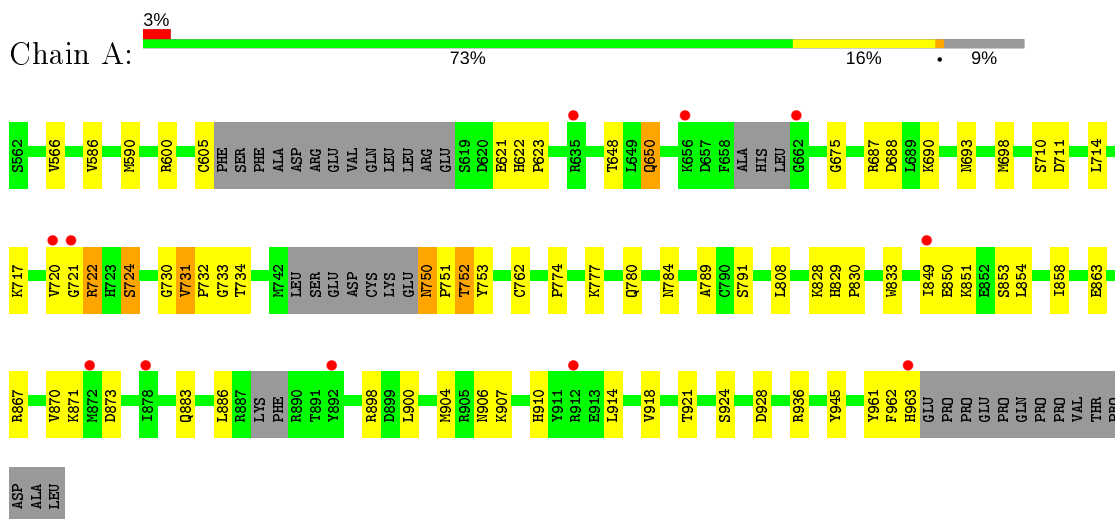 3%
Chain A:
73% 16% • 9%
S562 V566 V586 M590 R600 C605 PHE SER PHE ALA ASP ARG GLU VAL GLN LEU LEU ARG GLU S619 D620 E621 H622 P623 R635 T648 L649 Q650 K656 D657 F658 ALA HIS LEU G662 G675 R687 D688 L689 K690 N693 M698 S710 D711 L714
K717 V720 G721 R722 H723 S724 G730 V731 P732 G733 T734 M742 LEU SER GLU ASP CYS LYS GLU N750 P751 T752 Y753 C762 P774 K777 Q780 N784 A789 C790 S791 L808 K828 H829 P830 W833 I849 E850 K851 E852 S853 L854 I858 E863
R867 V870 K871 M872 D873 I878 Q883 L886 R887 LYS PHE R890 T891 Y892 R898 D899 L900 M904 R905 N906 K907 H910 Y911 R912 E913 L914 V918 T921 S924 D928 R936 Y945 Y961 F962 H963 GLU PRO PRO GLU PRO GLN PRO PRO VAL THR PRO
ASP ALA LEU